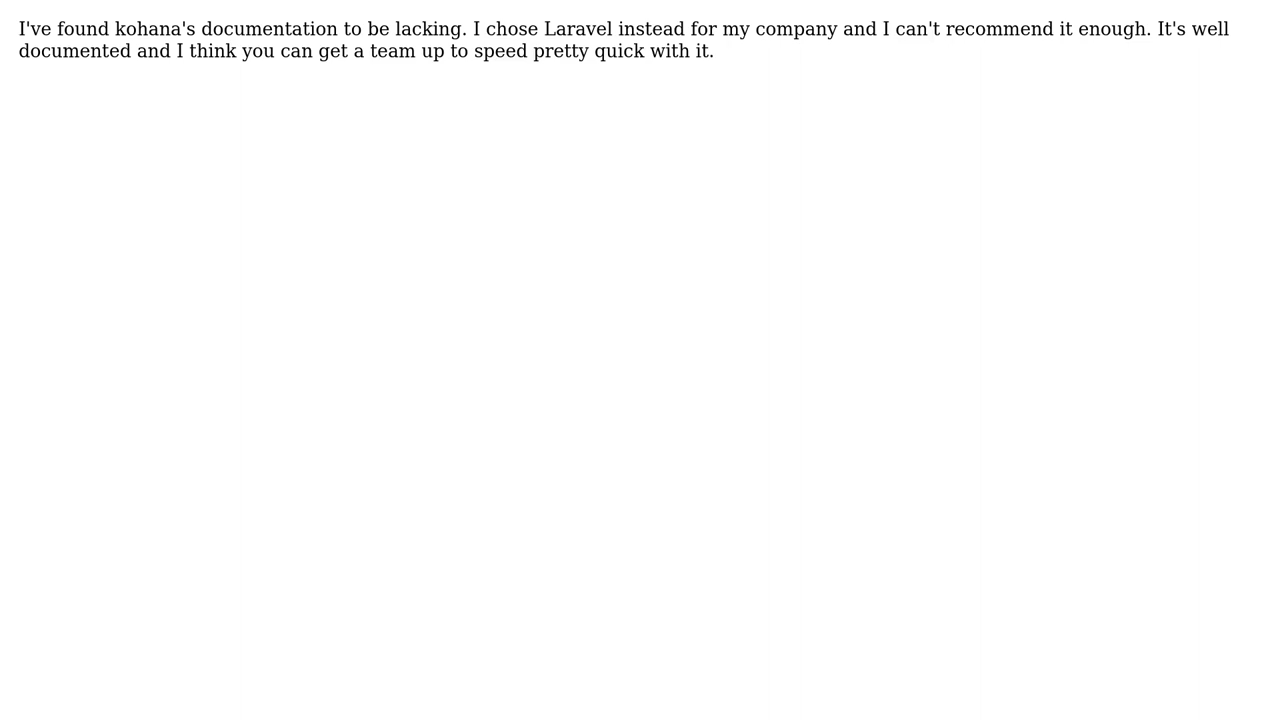 I've found kohana's documentation to be lacking. I chose Laravel instead for my company and I can't recommend it enough. It's well
documented and I think you can get a team up to speed pretty quick with it.